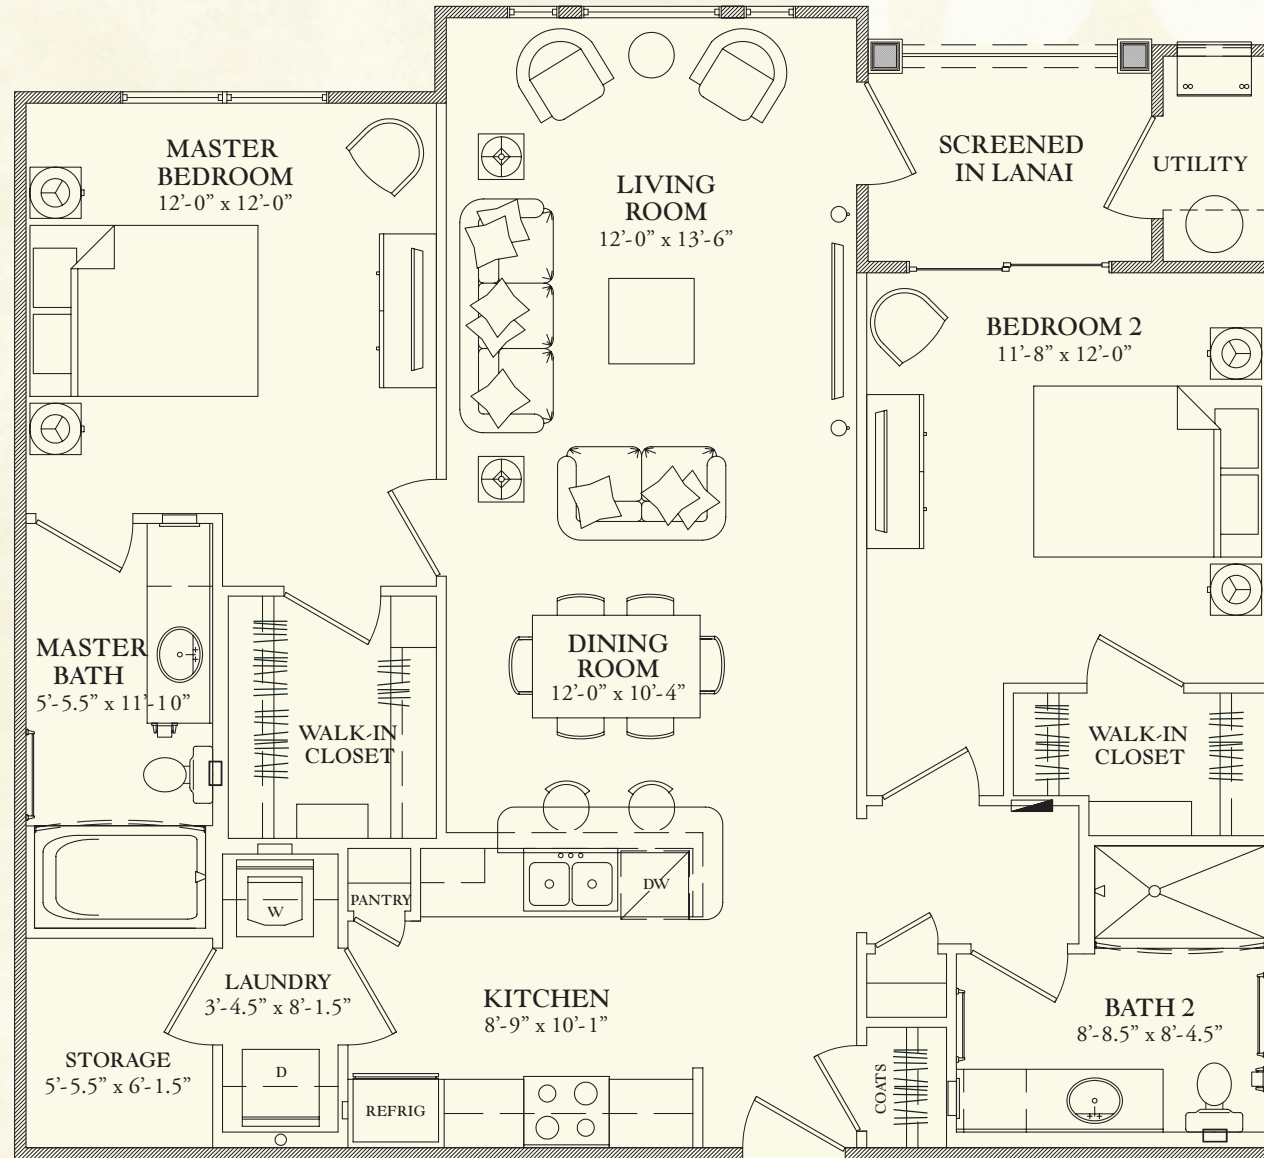 MASTER
BEDROOM
12’-0” x 12’-0”
LIVING
ROOM
12’-0” x 13’-6”
SCREENED
IN LANAI
UTILITY
BEDROOM 2
11’-8” x 12’-0”
MASTER
BATH
5’-5.5” x 11’-10”
WALK-IN
CLOSET
DINING
ROOM
12’-0” x 10’-4”
WALK-IN
CLOSET
W
PANTRY
DW
LAUNDRY
3’-4.5” x 8’-1.5”
KITCHEN
8’-9” x 10’-1”
BATH 2
8’-8.5” x 8’-4.5”
STORAGE
5’-5.5” x 6’-1.5”
D
REFRIG
COATS